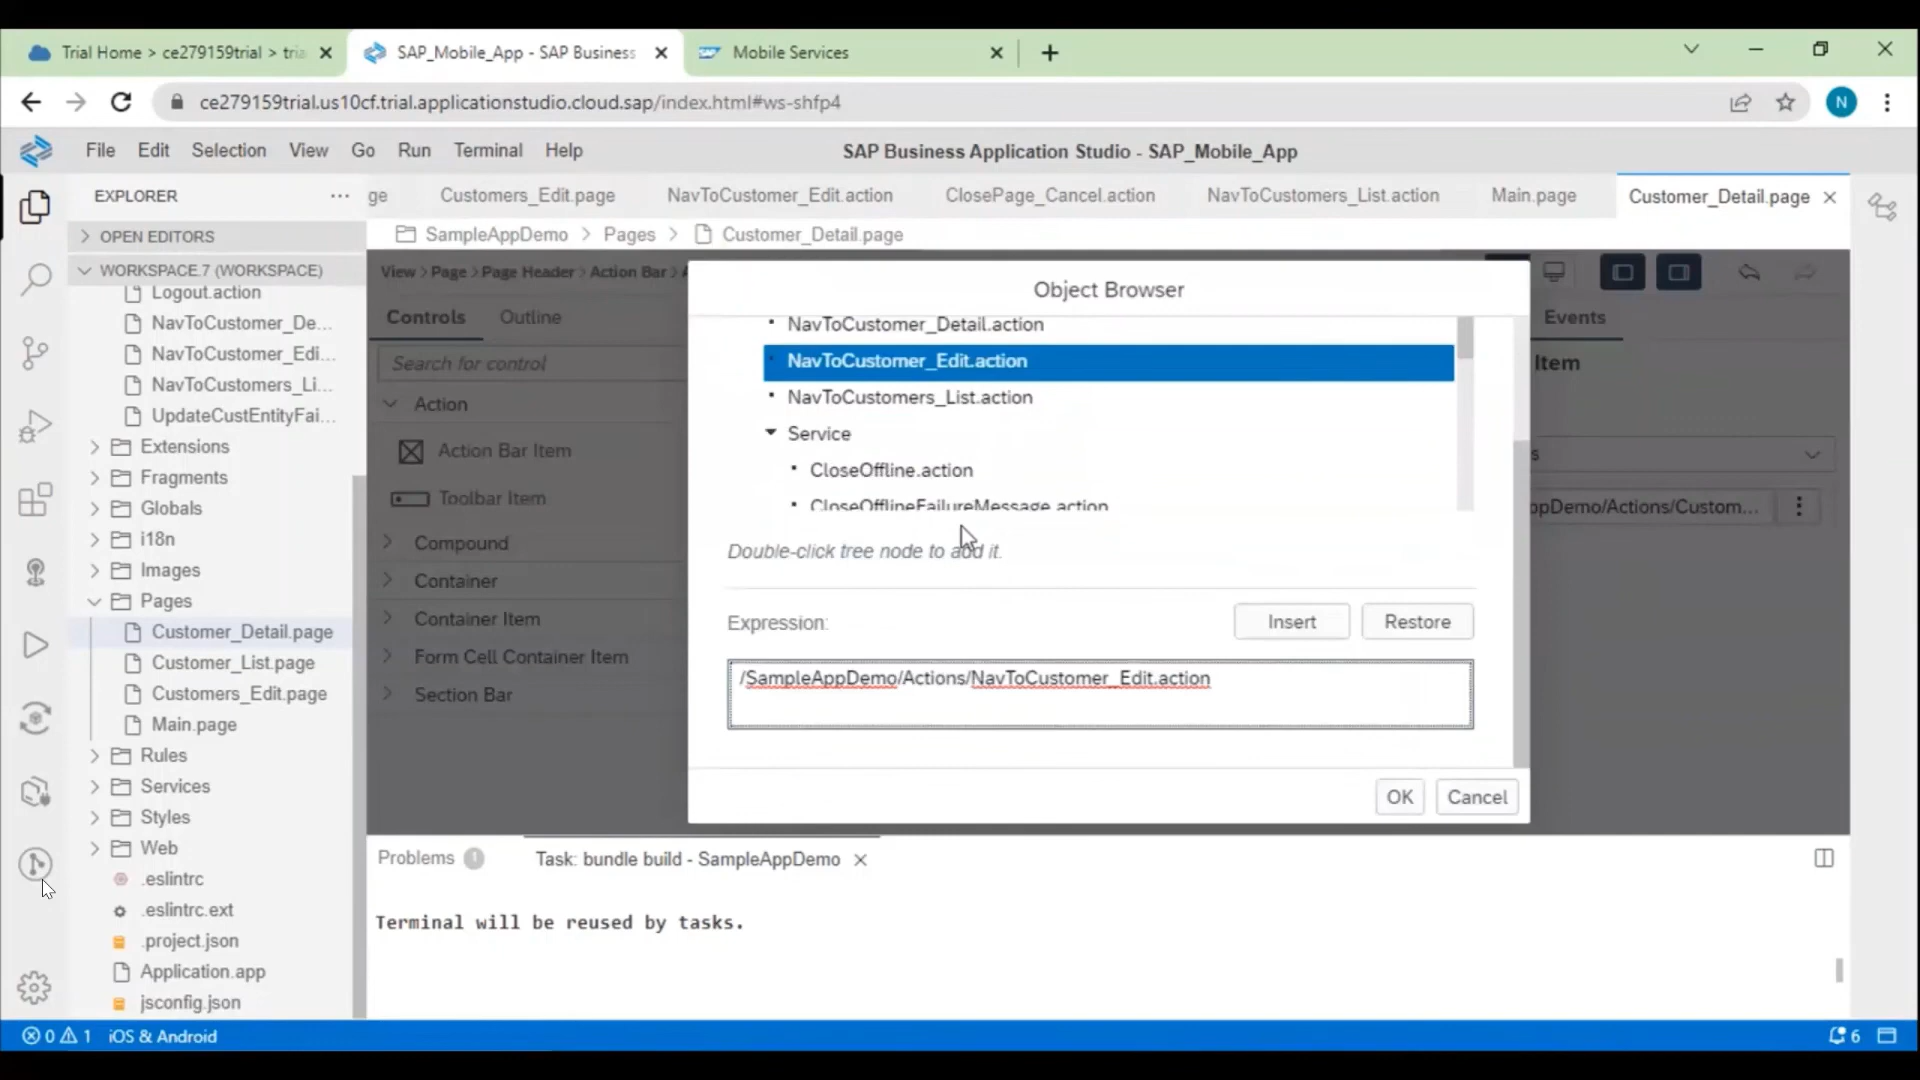 Trial Home > ce279159trial > tria
SAP_Mobile_App - SAP Business
Mobile Services
ce279159trial.us10cf.trial.applicationstudio.cloud.sap/index.html#ws-shfp4
N
File Edit Selection View Go Run Terminal Help
SAP Business Application Studio - SAP_Mobile_App
EXPLORER
ge
Customers_Edit.page
NavToCustomer_Edit.action
ClosePage_Cancel.action
NavToCustomers_List.action
Main.page
Customer_Detail.page
OPEN EDITORS
SampleAppDemo > Pages > Customer_Detail.page
WORKSPACE.7 (WORKSPACE)
Logout.action
NavToCustomer_De...
NavToCustomer_Edi...
NavToCustomers_Li...
UpdateCustEntityFai...
Extensions
Fragments
Globals
i18n
Images
Pages
Customer_Detail.page
Customer_List.page
Customers_Edit.page
Main.page
Rules
Services
Styles
Web
.eslintrc
.eslintrc.ext
.project.json
Application.app
jsconfig.json
View > Page > Page Header > Action Bar >
Controls
Outline
Search for control
Action
Action Bar Item
Toolbar Item
Compound
Container
Container Item
Form Cell Container Item
Section Bar
Object Browser
NavToCustomer_Detail.action
NavToCustomer_Edit.action
NavToCustomers_List.action
Service
CloseOffline.action
CloseOfflineFailureMessage.action
Double-click tree node to add it.
Expression:
Insert
Restore
/SampleAppDemo/Actions/NavToCustomer_Edit.action
OK
Cancel
Events
Item
s
ppDemo/Actions/Custom...
Problems 1
Task: bundle build - SampleAppDemo
Terminal will be reused by tasks.
0 1 iOS & Android
6